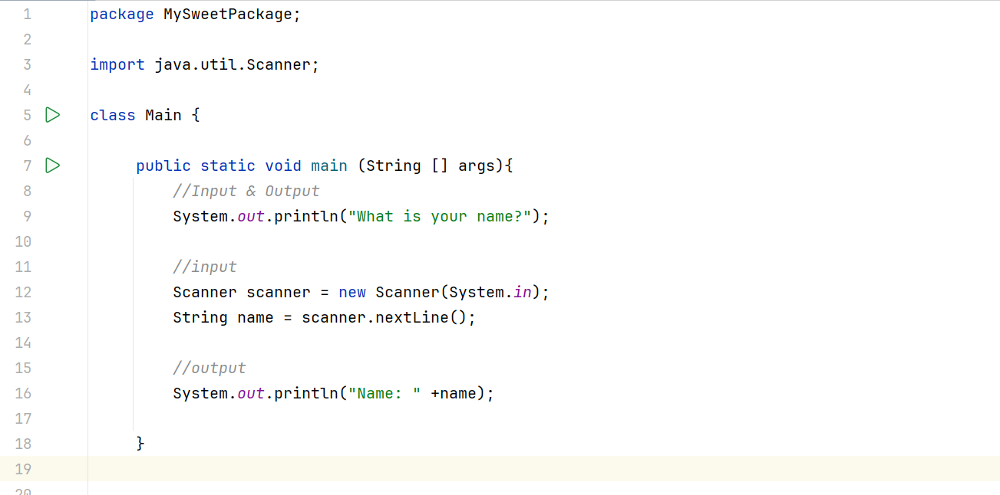 1 package MySweetPackage;
2
3 import java.util.Scanner;
4
5 class Main {
6
7 public static void main (String [] args){
8 //Input & Output
9 System.out.println("What is your name?");
10
11 //input
12 Scanner scanner = new Scanner(System.in);
13 String name = scanner.nextLine();
14
15 //output
16 System.out.println("Name: " +name);
17
18 }
19
20